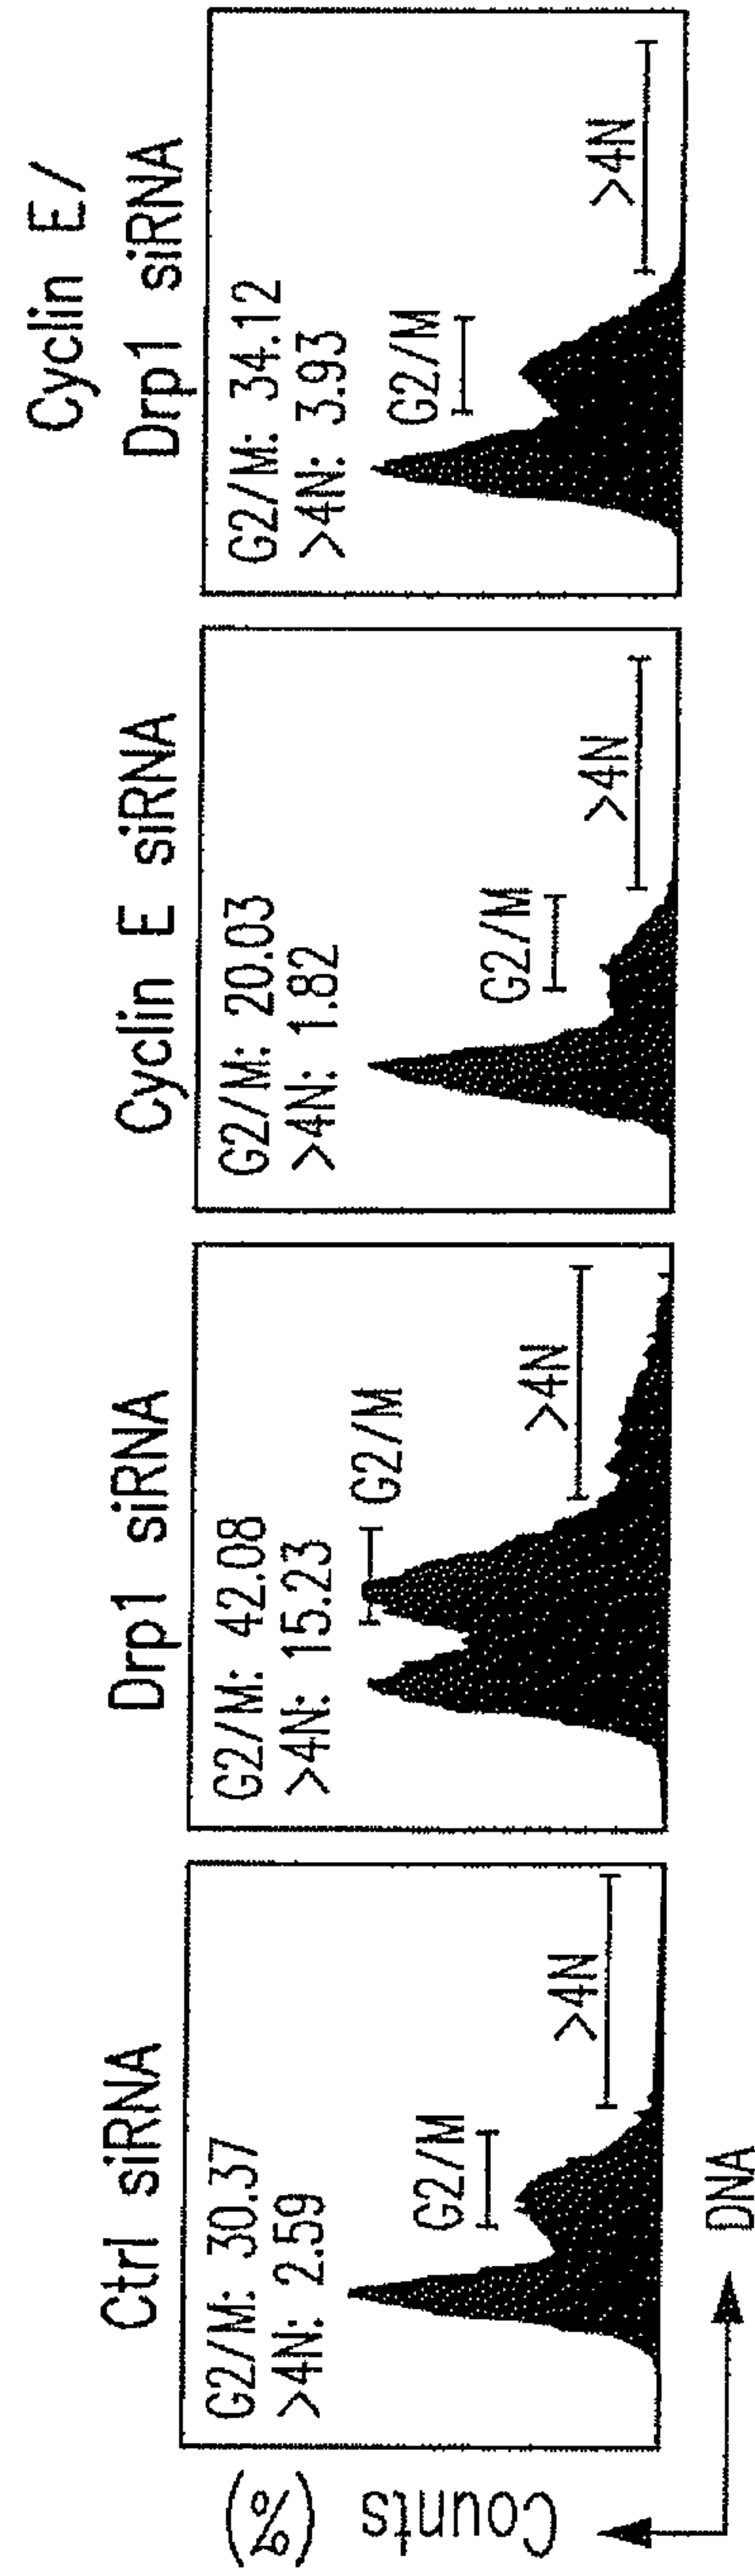 Counts (%)
DNA
Ctrl siRNA
G2/M: 30.37
>4N: 2.59
G2/M
>4N
Drp1 siRNA
G2/M: 42.08
>4N: 15.23
G2/M
>4N
Cyclin E siRNA
G2/M: 20.03
>4N: 1.82
G2/M
>4N
Cyclin E/
Drp1 siRNA
G2/M: 34.12
>4N: 3.93
G2/M
>4N